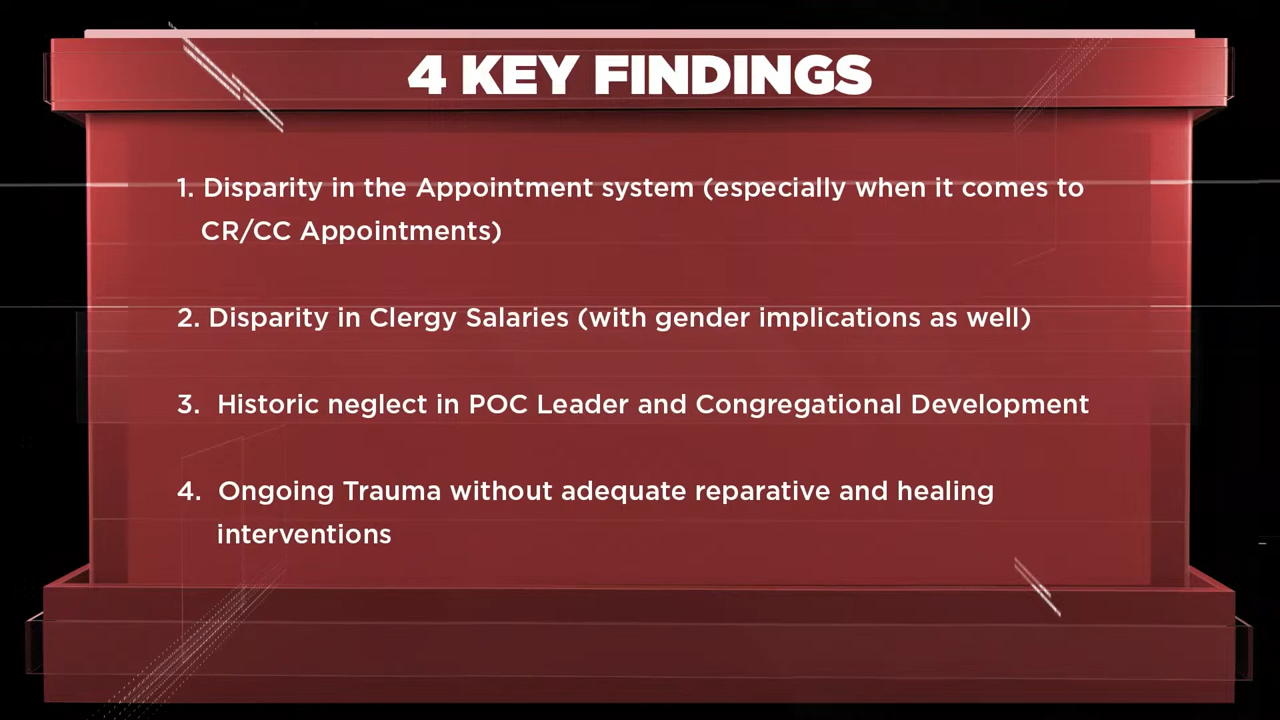 4 KEY FINDINGS
1. Disparity in the Appointment system (especially when it comes to
CR/CC Appointments)
2. Disparity in Clergy Salaries (with gender implications as well)
3. Historic neglect in POC Leader and Congregational Development
4. Ongoing Trauma without adequate reparative and healing
interventions